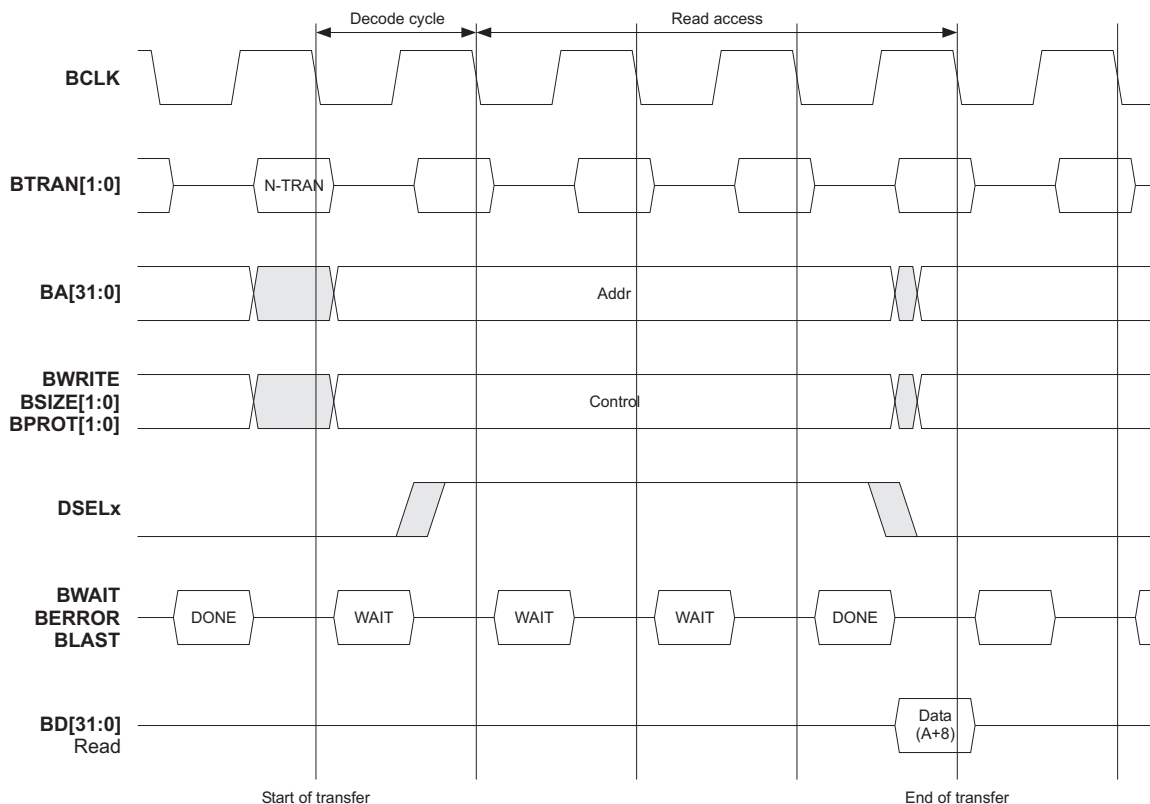 Decode cycle
Read access
BCLK
BTRAN[1:0]
N-TRAN
BA[31:0]
Addr
BWRITE
BSIZE[1:0]
BPROT[1:0]
Control
DSELx
BWAIT
BERROR
BLAST
DONE
WAIT
WAIT
WAIT
DONE
BD[31:0]
Read
Data
(A+8)
Start of transfer
End of transfer